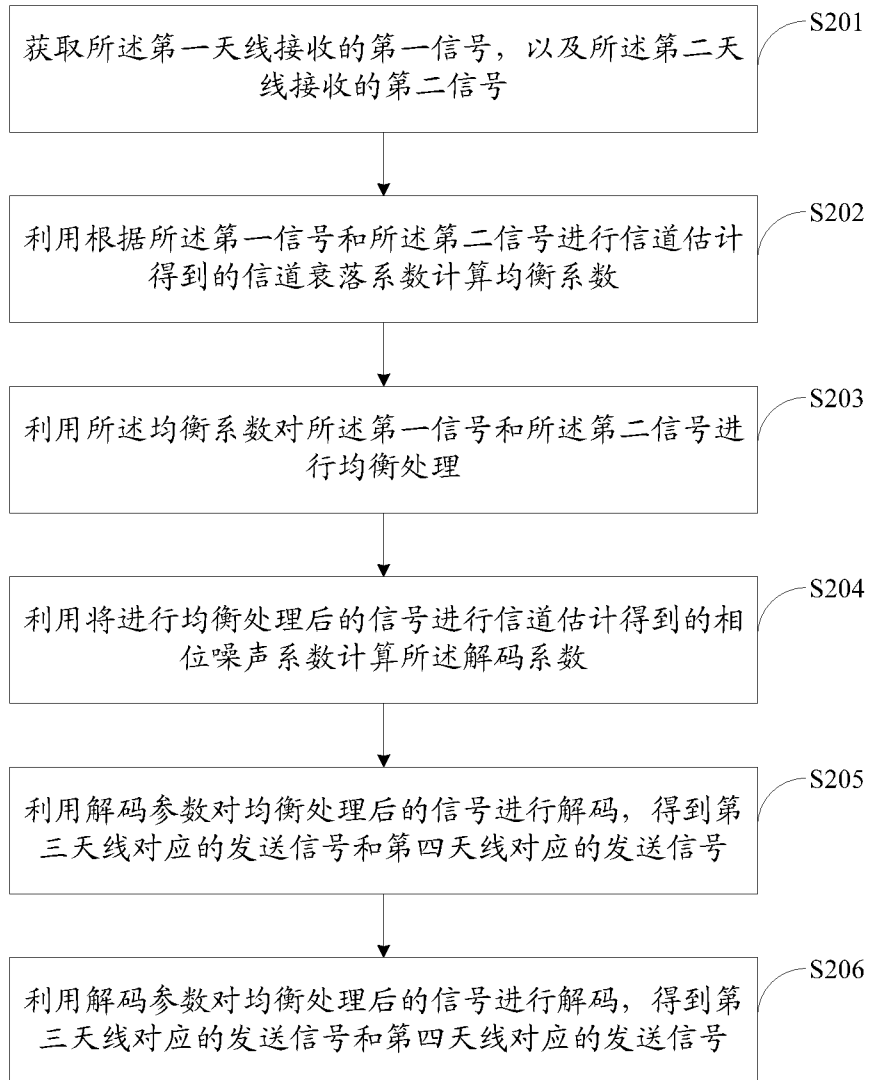 获取所述第一天线接收的第一信号，以及所述第二天
线接收的第二信号
S201
利用根据所述第一信号和所述第二信号进行信道估计
得到的信道衰落系数计算均衡系数
S202
利用所述均衡系数对所述第一信号和所述第二信号进
行均衡处理
S203
利用将进行均衡处理后的信号进行信道估计得到的相
位噪声系数计算所述解码系数
S204
利用解码参数对均衡处理后的信号进行解码，得到第
三天线对应的发送信号和第四天线对应的发送信号
S205
利用解码参数对均衡处理后的信号进行解码，得到第
三天线对应的发送信号和第四天线对应的发送信号
S206